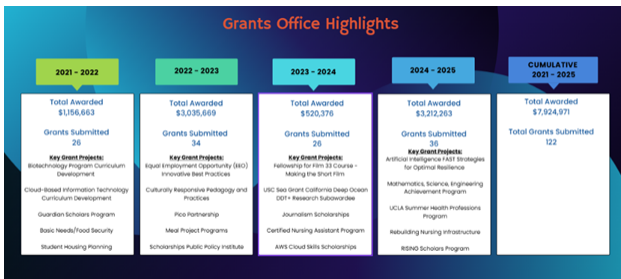 Grants Office Highlights
2021 - 2022
Total Awarded
$1,156,663
Grants Submitted
26
Key Grant Projects:
Biotechnology Program Curriculum
Development
Cloud-Based Information Technology
Curriculum Development
Guardian Scholars Program
Basic Needs/Food Security
Student Housing Planning
2022 - 2023
Total Awarded
$3,035,669
Grants Submitted
34
Key Grant Projects:
Equal Employment Opportunity (EEO)
Innovative Best Practices
Culturally Responsive Pedagogy and
Practices
Pico Partnership
Meal Project Programs
Scholarships Public Policy Institute
2023 - 2024
Total Awarded
$520,376
Grants Submitted
26
Key Grant Projects:
Fellowship for Film 33 Course -
Making the Short Film
USC Sea Grant California Deep Ocean
DDT+ Research Subawardee
Journalism Scholarships
Certified Nursing Assistant Program
AWS Cloud Skills Scholarships
2024 - 2025
Total Awarded
$3,212,263
Grants Submitted
36
Key Grant Projects:
Artificial Intelligence FAST Strategies
for Optimal Resilience
Mathematics, Science, Engineering
Achievement Program
UCLA Summer Health Professions
Program
Rebuilding Nursing Infrastructure
RISING Scholars Program
CUMULATIVE
2021 - 2025
Total Awarded
$7,924,971
Total Grants Submitted
122